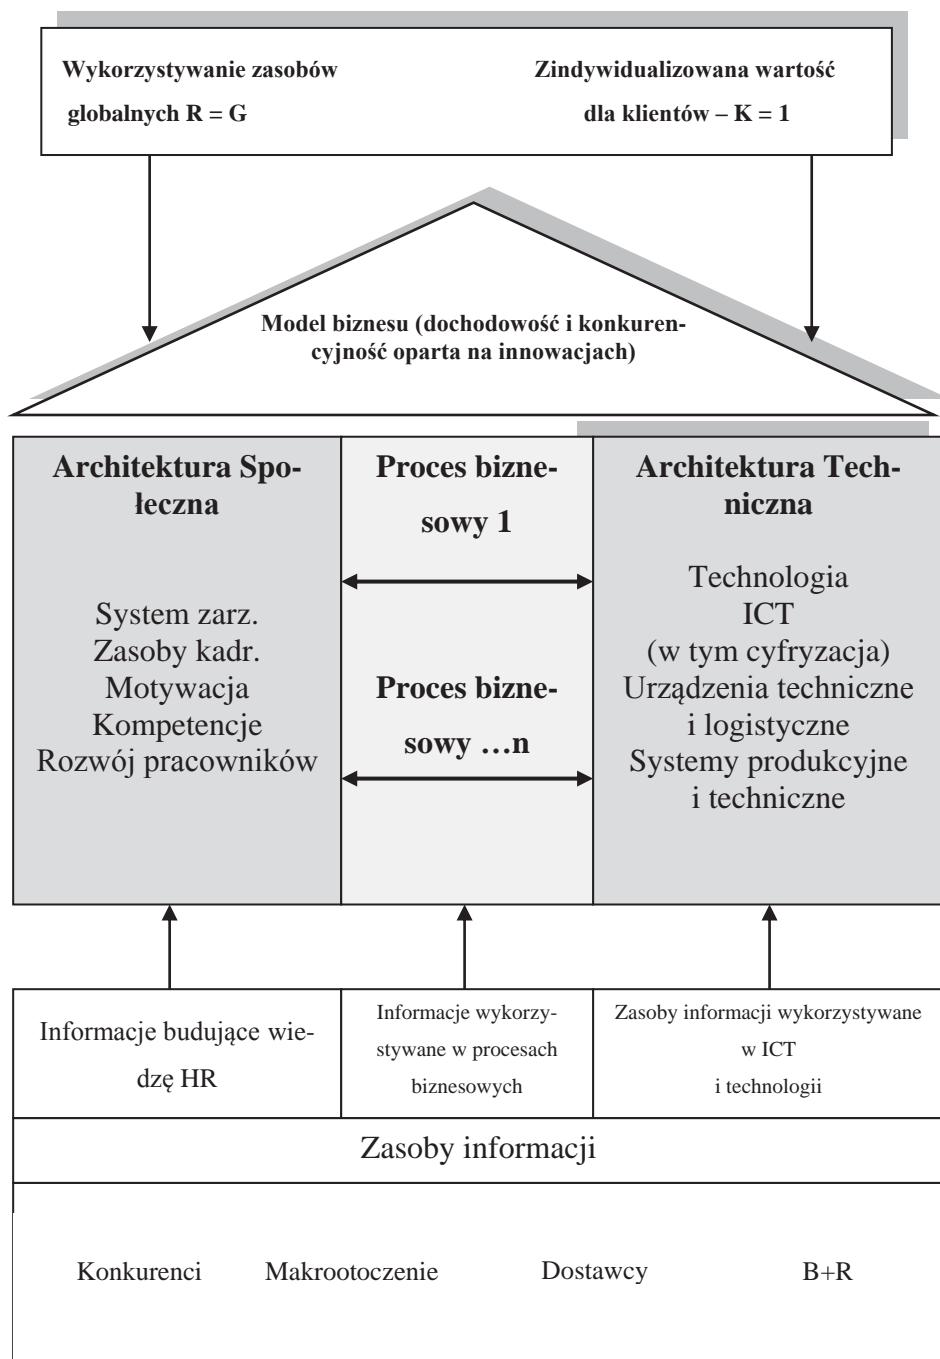 Wykorzystywanie zasobów
globalnych R = G
Zindywidualizowana wartość
dla klientów – K = 1
Model biznesu (dochodowość i konkuren-
cyjność oparta na innowacjach)
Architektura Spo-
łeczna
System zarz.
Zasoby kadr.
Motywacja
Kompetencje
Rozwój pracowników
Proces bizne-
sowy 1
Proces bizne-
sowy …n
Architektura Tech-
niczna
Technologia
ICT
(w tym cyfryzacja)
Urządzenia techniczne
i logistyczne
Systemy produkcyjne
i techniczne
Informacje budujące wie-
dzę HR
Informacje wykorzy-
stywane w procesach
biznesowych
Zasoby informacji wykorzystywane
w ICT
i technologii
Zasoby informacji
Konkurenci Makrootoczenie Dostawcy B+R